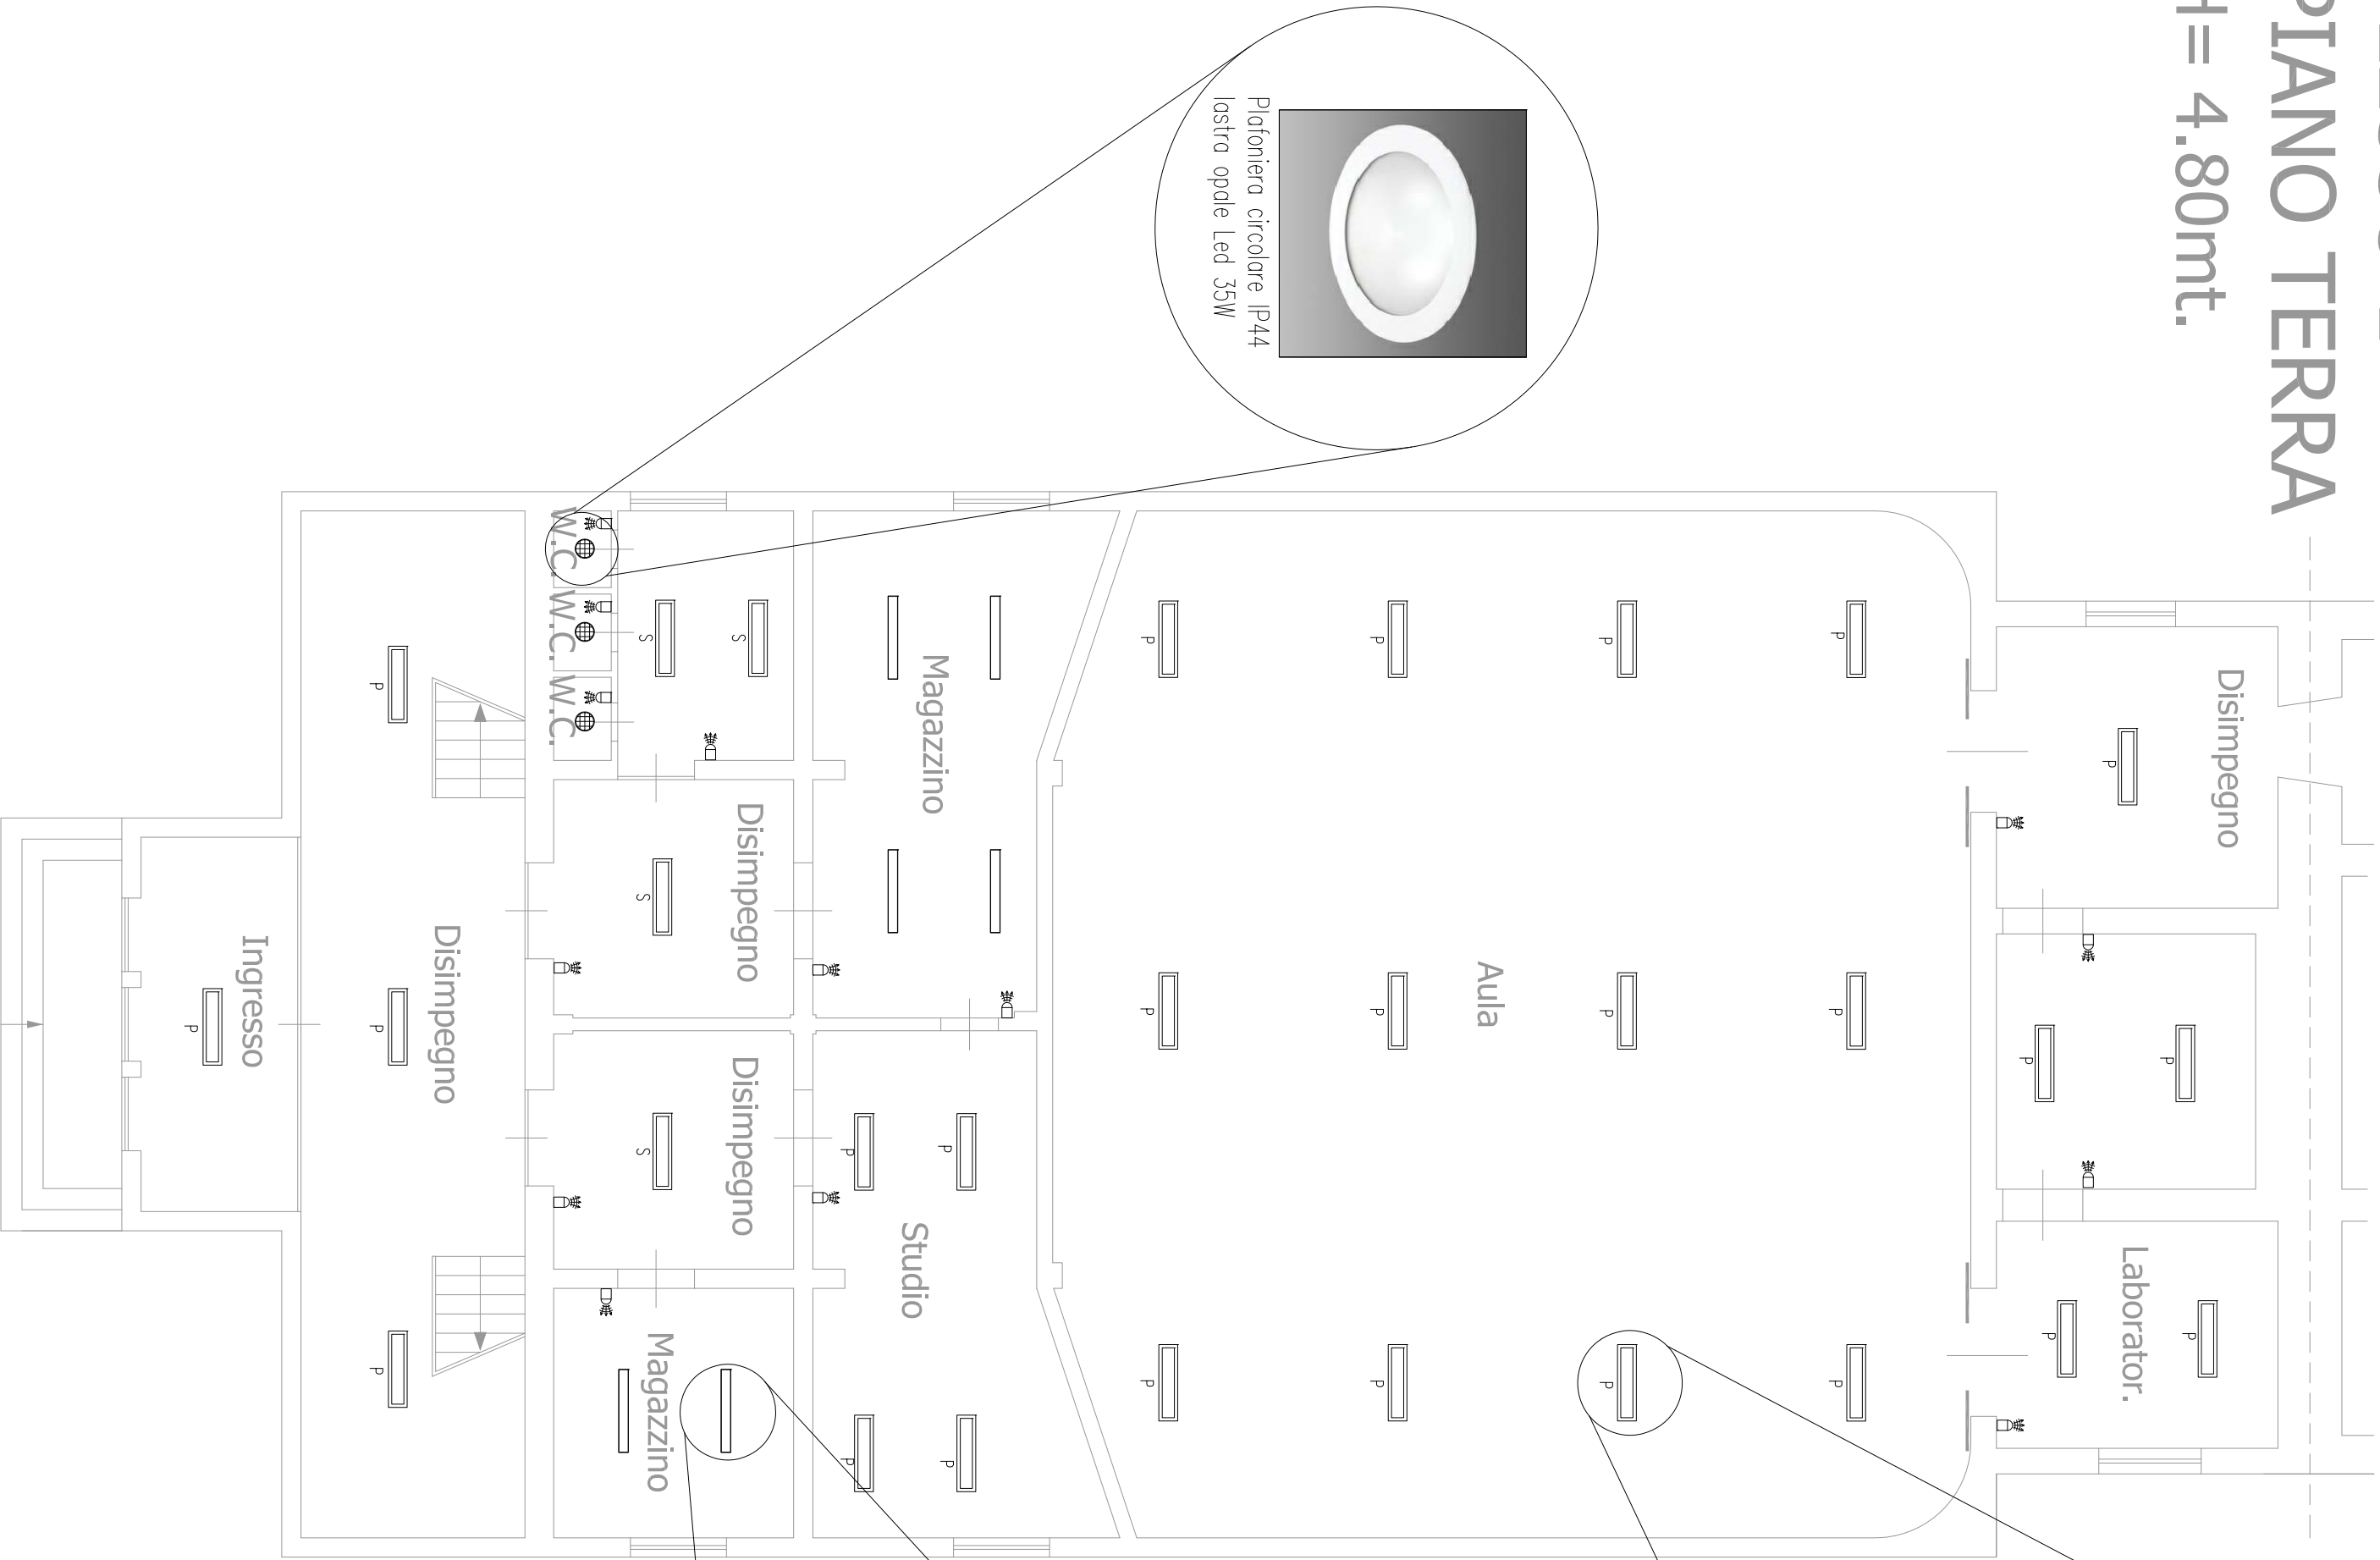 PIANO TERRA
H= 4.80mt.
Disimpegno
P
P
Laborator.
P
P
P
P
P
P
P
P
P
Aula
Plafoniera circolare IP44
lastra opale Led 35W
P
P
P
P
P
P
Magazzino
P
P
Studio
P
P
Disimpegno
Disimpegno
S
Magazzino
S
S
S
W.C. W.C. W.C.
Disimpegno
P
P
P
Ingresso
P